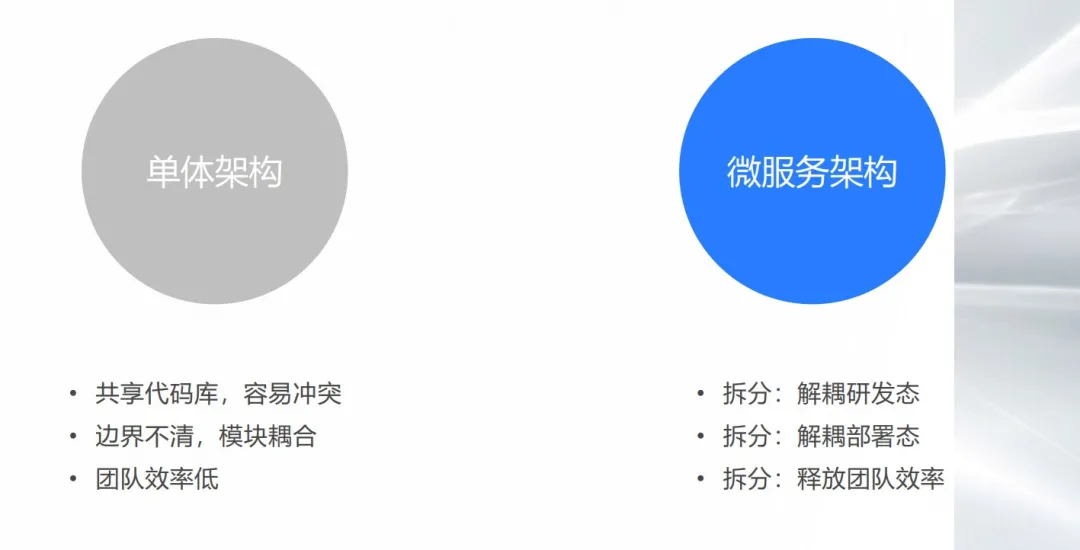 单体架构
• 共享代码库，容易冲突
• 边界不清，模块耦合
• 团队效率低
微服务架构
• 拆分：解耦研发态
• 拆分：解耦部署态
• 拆分：释放团队效率